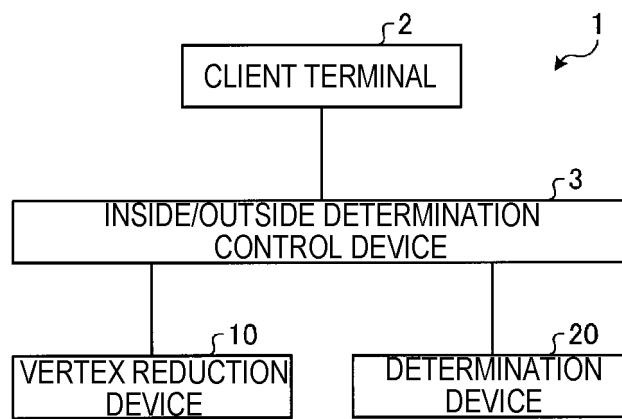 2
1
CLIENT TERMINAL
3
INSIDE/OUTSIDE DETERMINATION
CONTROL DEVICE
10
20
VERTEX REDUCTION
DEVICE
DETERMINATION
DEVICE